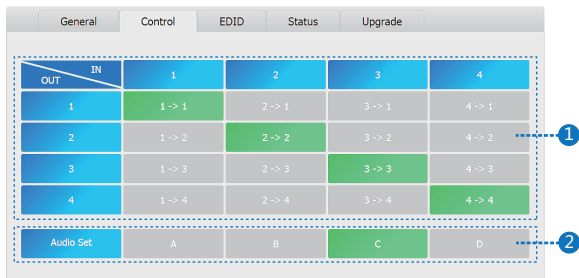 General Control EDID Status Upgrade
IN
OUT 1 2 3 4
1 1 -> 1 2 -> 1 3 -> 1 4 -> 1
2 1 -> 2 2 -> 2 3 -> 2 4 -> 2 1
3 1 -> 3 2 -> 3 3 -> 3 4 -> 3
4 1 -> 4 2 -> 4 3 -> 4 4 -> 4
Audio Set A B C D 2